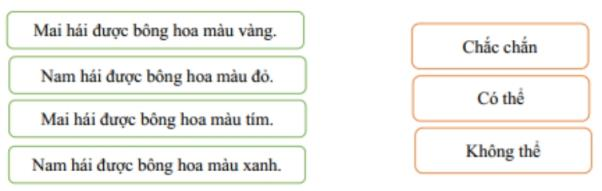 Mai hái được bông hoa màu vàng.
Nam hái được bông hoa màu đỏ.
Mai hái được bông hoa màu tím.
Nam hái được bông hoa màu xanh.
Chắc chắn
Có thể
Không thể